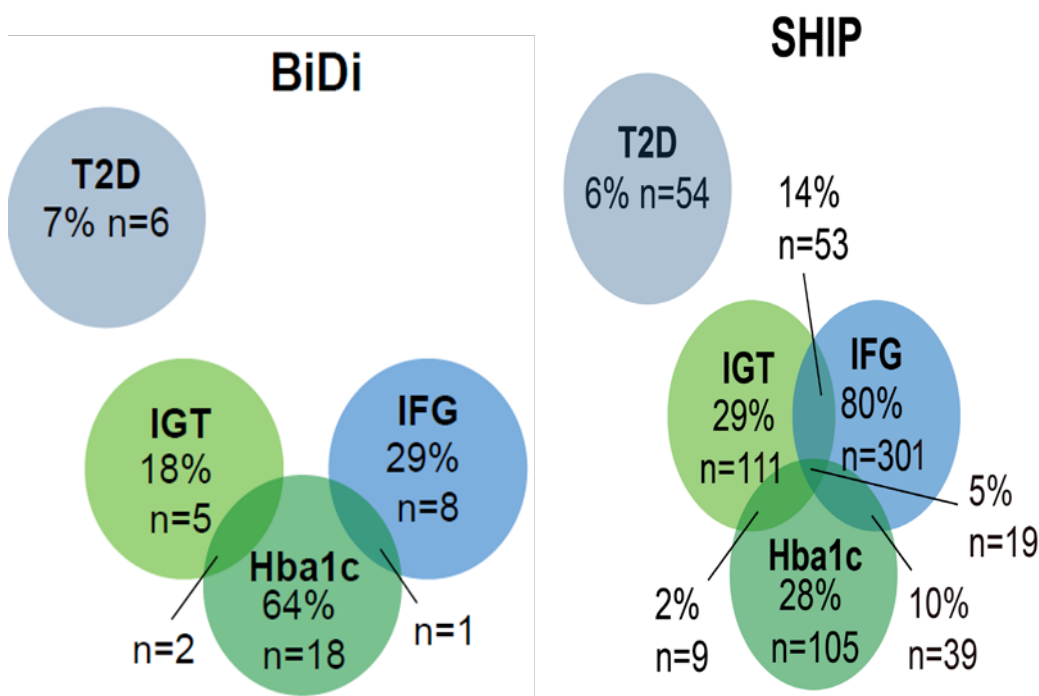 BiDi
T2D
7% n=6
IGT
18%
n=5
IFG
29%
n=8
Hba1c
64%
n=18
n=2
n=1
SHIP
T2D
6% n=54
14%
n=53
IGT
29%
n=111
IFG
80%
n=301
5%
n=19
Hba1c
28%
n=105
2%
n=9
10%
n=39